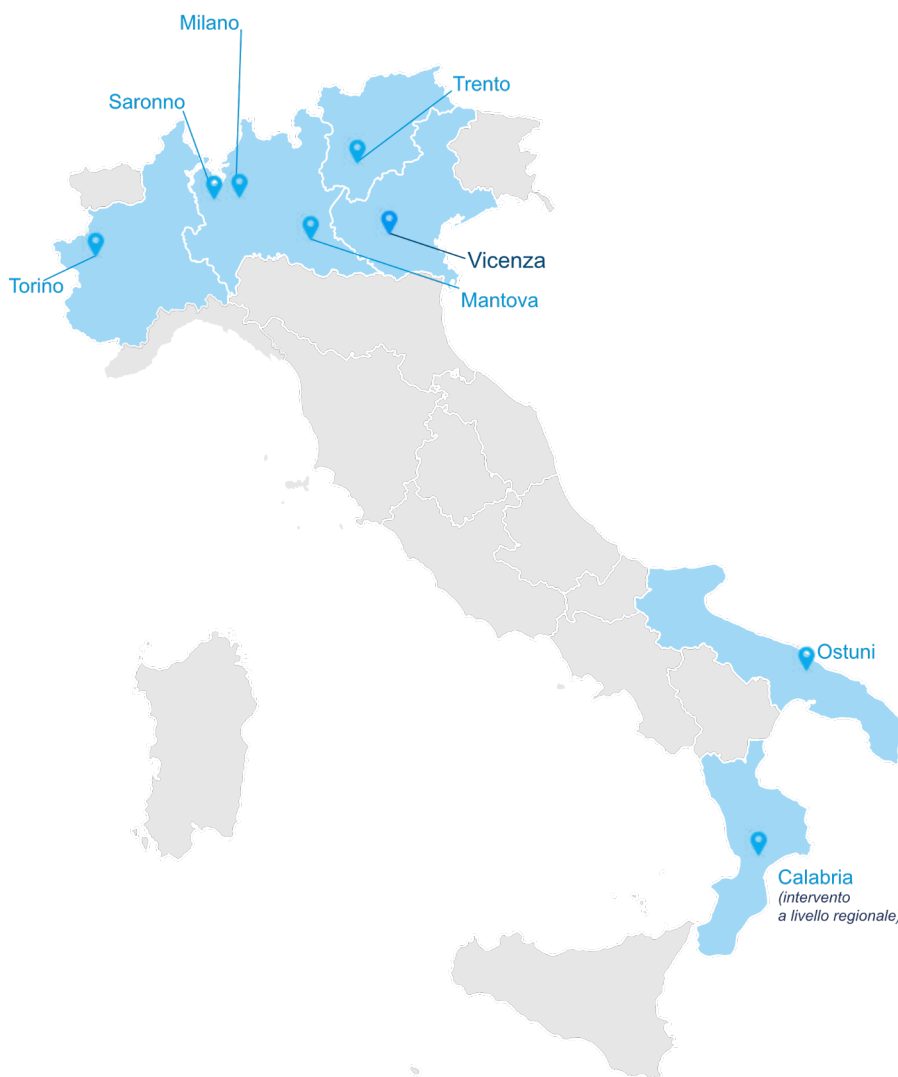 Milano
Trento
Saronno
Vicenza
Torino
Mantova
Ostuni
Calabria
(intervento
a livello regionale)